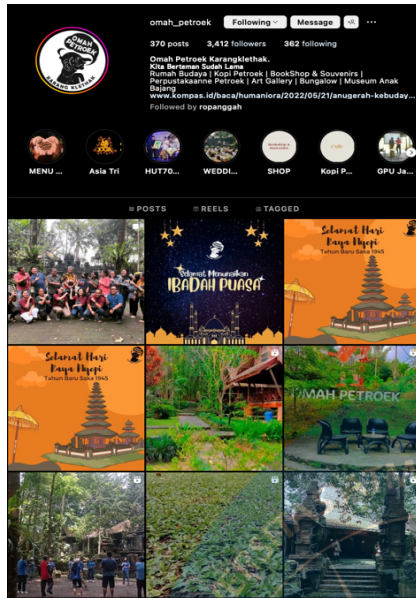 OMAH
PETROEK
KARANG KLETHAK
omah_petroek
Following
Message
370 posts
3,412 followers
362 following
Omah Petroek Karangklethak.
Kita Berteman Sudah Lama
Rumah Budaya | Kopi Petroek | BookShop & Souvenirs |
Perpustakaanne Petroek | Art Gallery | Bungalow | Museum Anak
Bajang
www.kompas.id/baca/humaniora/2022/05/21/anugerah-kebuday...
Followed by ropanggah
MENU ...
Asia Tri
HUT70...
WEDDI...
SHOP
Kopi P...
GPU Ja...
POSTS
REELS
TAGGED
Selamat Menunaikan
IBADAH PUASA
Selamat Hari
Raya Nyepi
Tahun Baru Saka 1945
Selamat Hari
Raya Nyepi
Tahun Baru Saka 1945
OMAH PETROEK